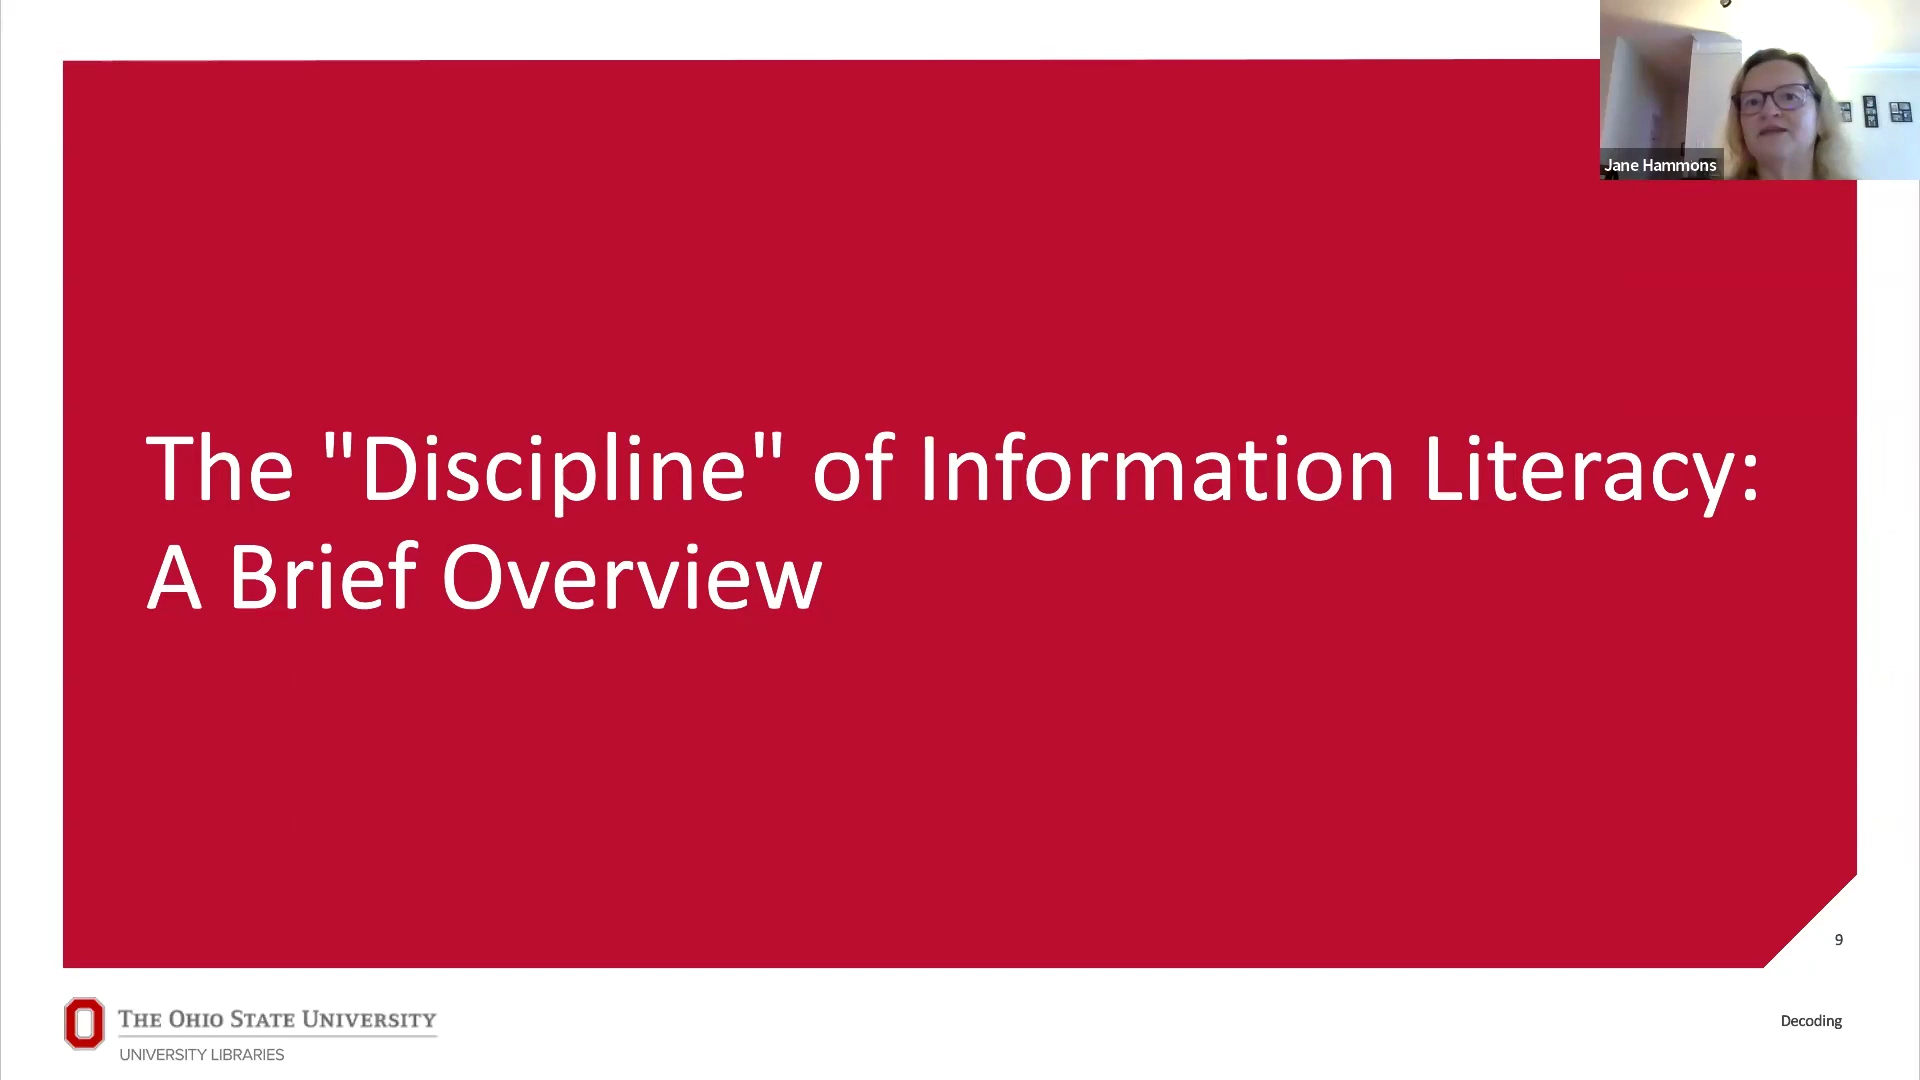 Jane Hammons
The "Discipline" of Information Literacy:
A Brief Overview
9
THE OHIO STATE UNIVERSITY
UNIVERSITY LIBRARIES
Decoding